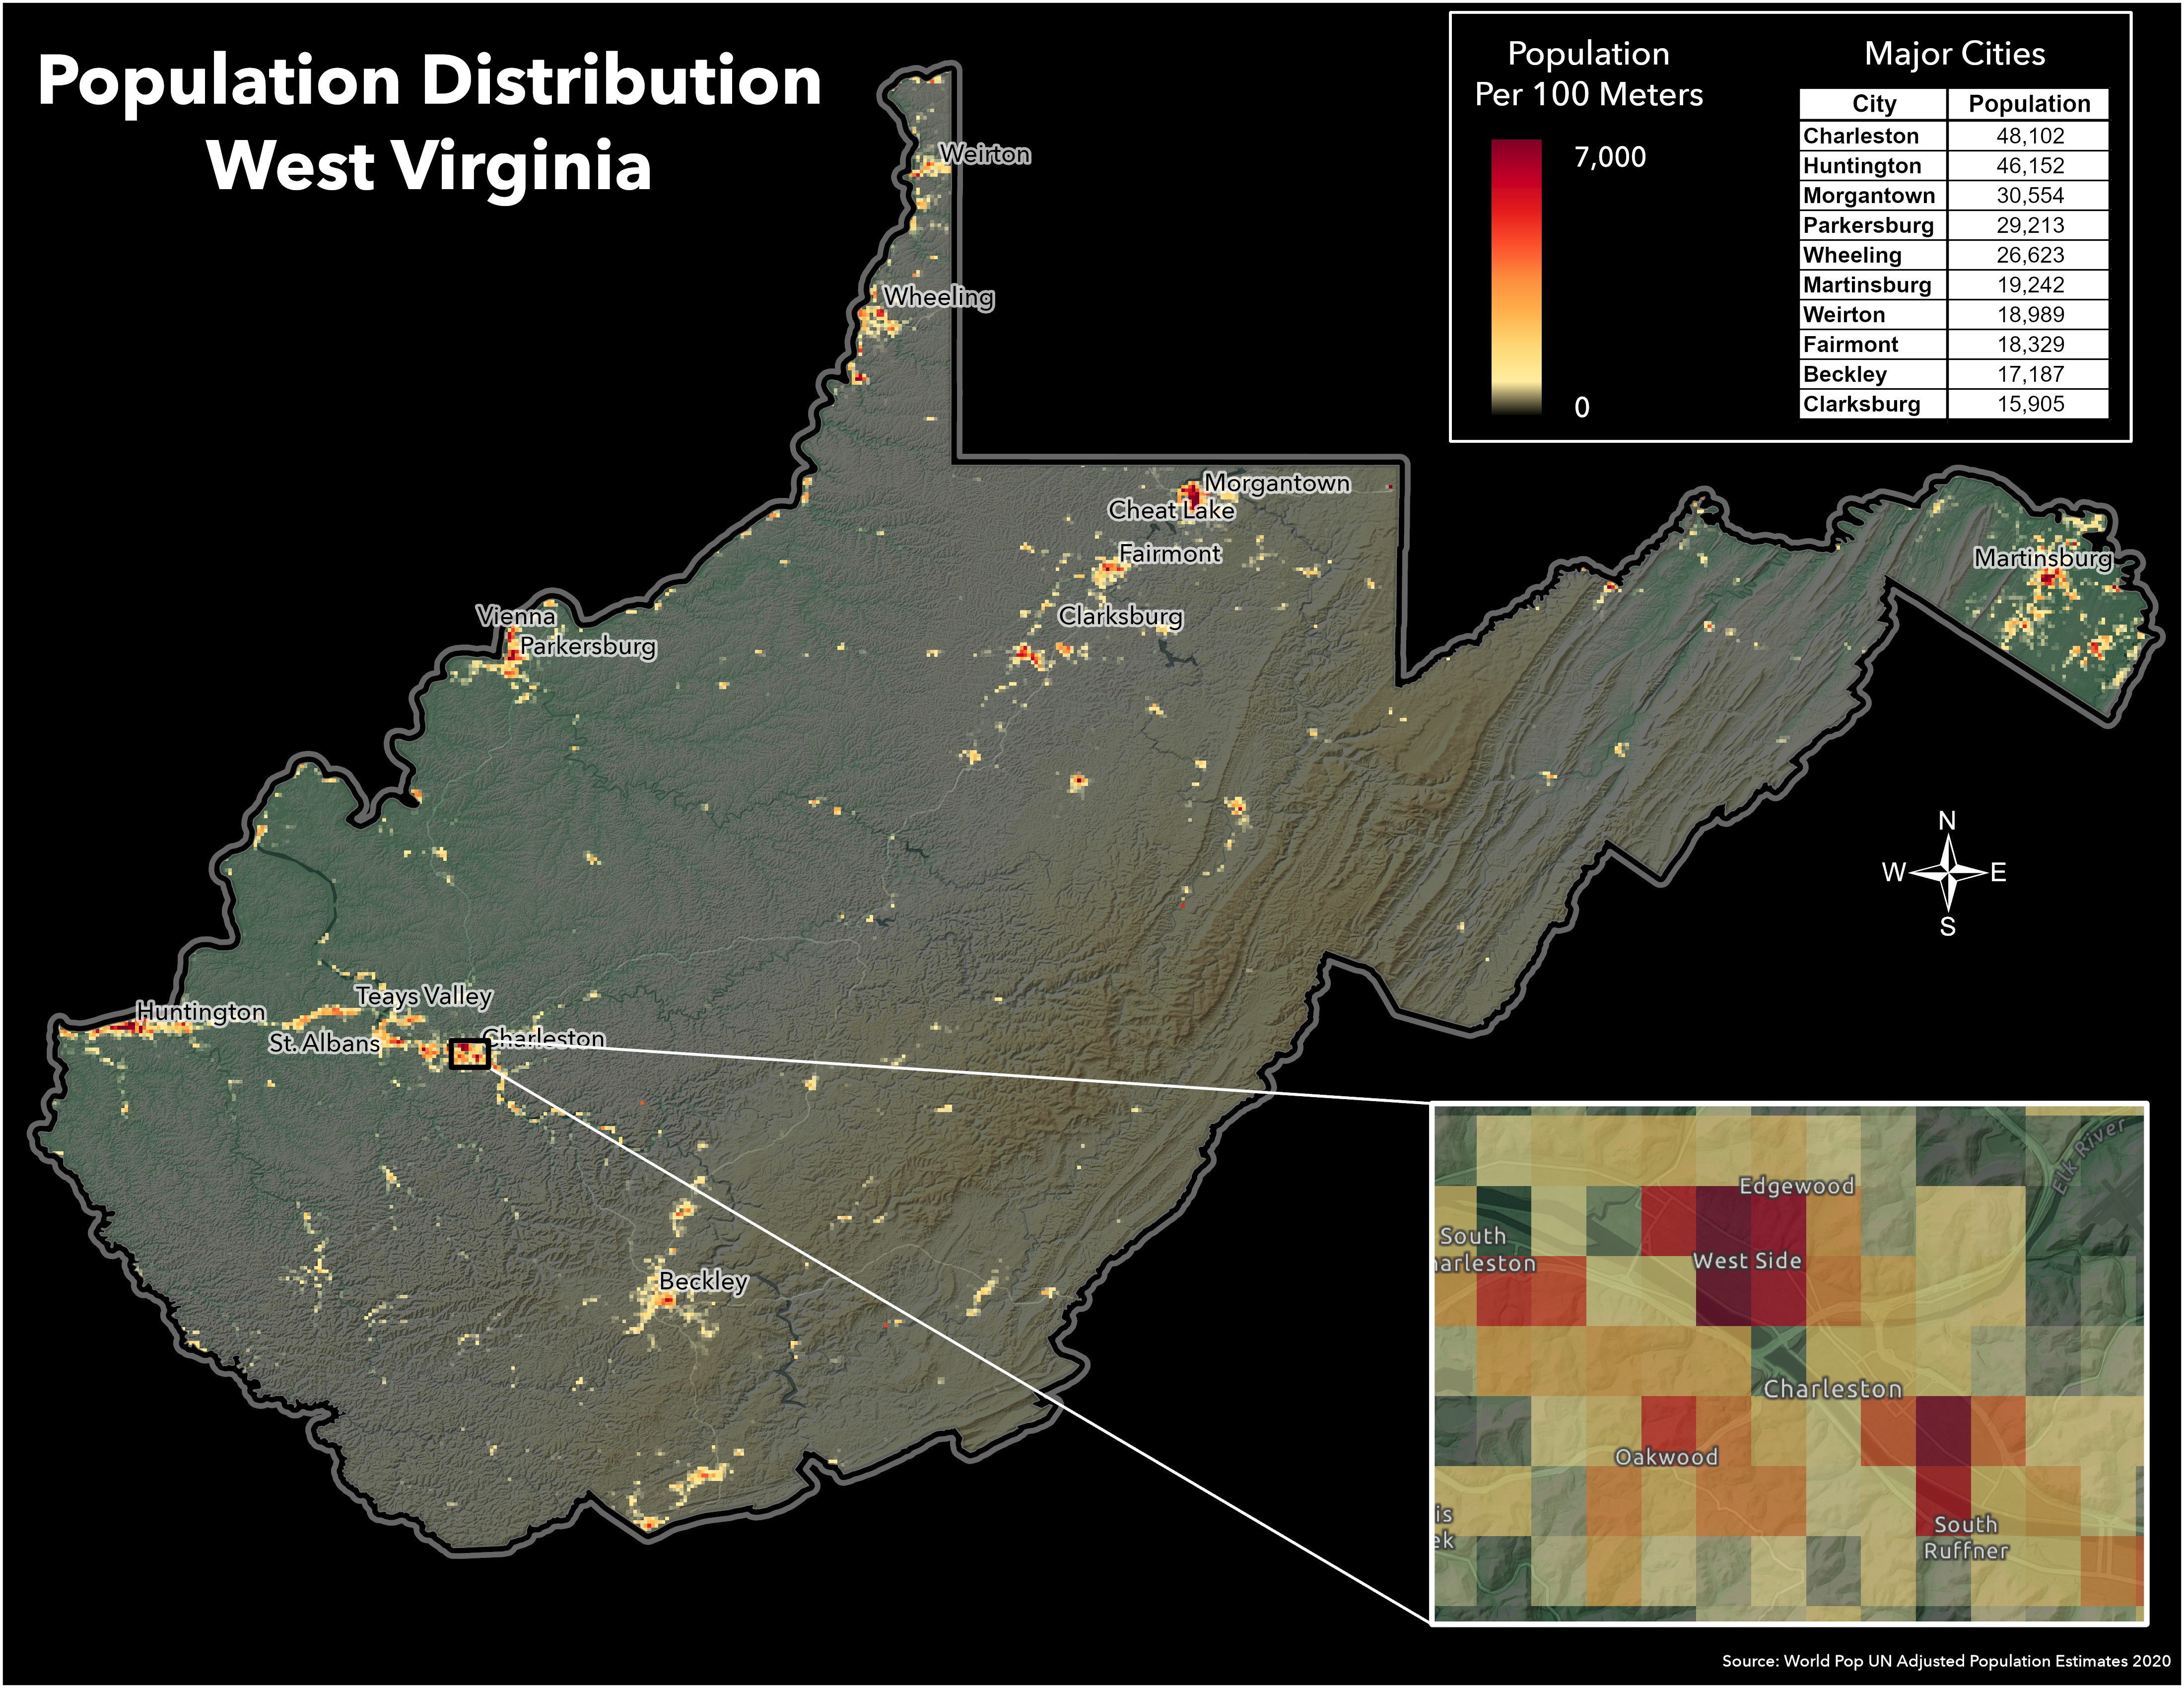 Population Distribution
West Virginia
Population
Per 100 Meters
7,000
0
Major Cities
City Population
Charleston 48,102
Huntington 46,152
Morgantown 30,554
Parkersburg 29,213
Wheeling 26,623
Martinsburg 19,242
Weirton 18,989
Fairmont 18,329
Beckley 17,187
Clarksburg 15,905
Weirton
Wheeling
Morgantown
Cheat Lake
Fairmont
Clarksburg
Martinsburg
Vienna
Parkersburg
N
W E
S
Teays Valley
Huntington
St. Albans
Charleston
Beckley
Elk River
Edgewood
South
harleston
West Side
Charleston
Oakwood
is
ek
South
Ruffner
Source: World Pop UN Adjusted Population Estimates 2020